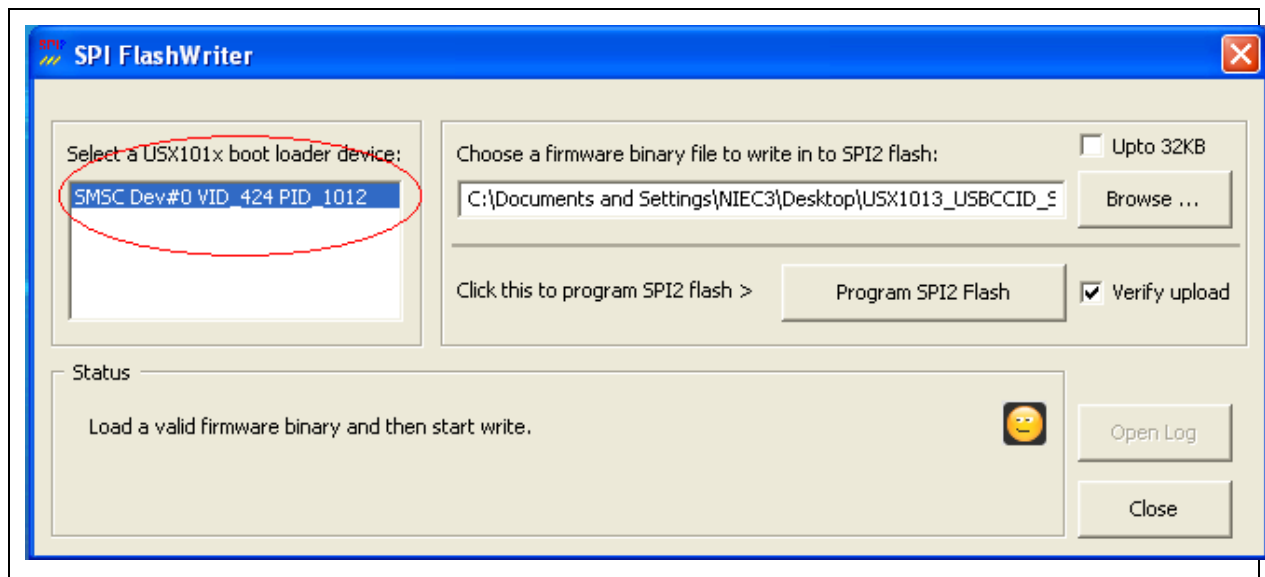 SPI FlashWriter
Select a USX101x boot loader device:
SMSC Dev#0 VID_424 PID_1012
Choose a firmware binary file to write in to SPI2 flash:
Upto 32KB
C:\Documents and Settings\NIEC3\Desktop\USX1013_USBCCID_S
Browse ...
Click this to program SPI2 flash >
Program SPI2 Flash
Verify upload
Status
Load a valid firmware binary and then start write.
Open Log
Close